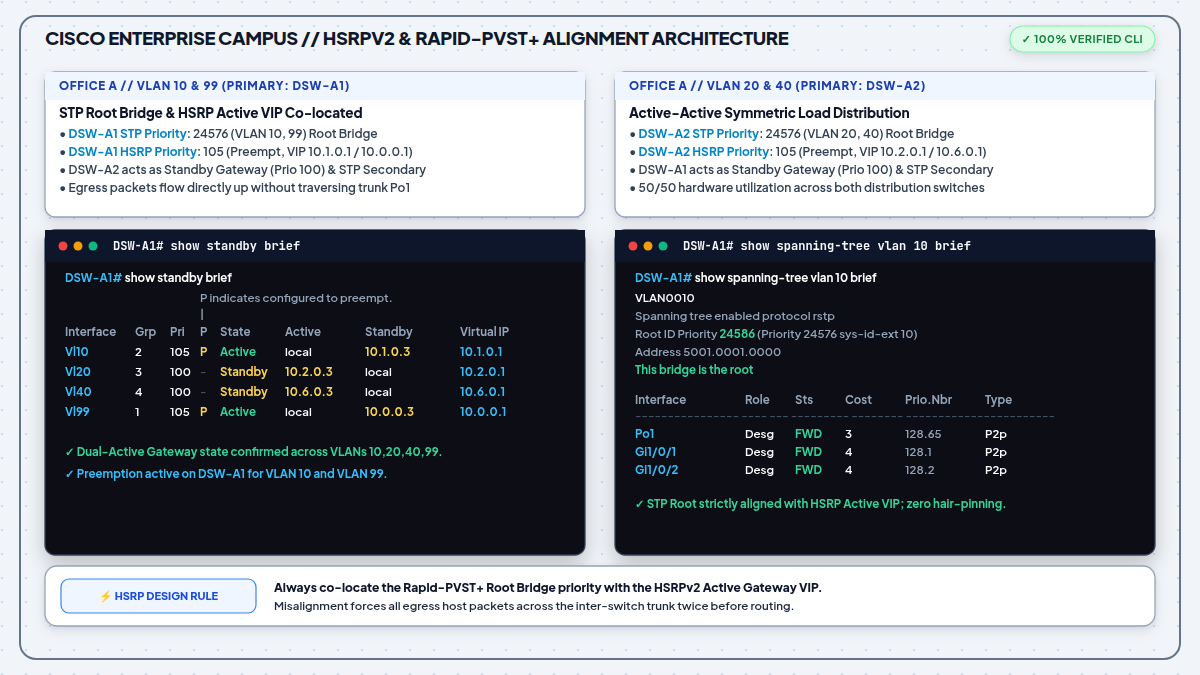 CISCO ENTERPRISE CAMPUS // HSRPV2 & RAPID-PVST+ ALIGNMENT ARCHITECTURE
✓ 100% VERIFIED CLI
OFFICE A // VLAN 10 & 99 (PRIMARY: DSW-A1)
STP Root Bridge & HSRP Active VIP Co-located
• DSW-A1 STP Priority: 24576 (VLAN 10, 99) Root Bridge
• DSW-A1 HSRP Priority: 105 (Preempt, VIP 10.1.0.1 / 10.0.0.1)
• DSW-A2 acts as Standby Gateway (Prio 100) & STP Secondary
• Egress packets flow directly up without traversing trunk Po1
OFFICE A // VLAN 20 & 40 (PRIMARY: DSW-A2)
Active-Active Symmetric Load Distribution
• DSW-A2 STP Priority: 24576 (VLAN 20, 40) Root Bridge
• DSW-A2 HSRP Priority: 105 (Preempt, VIP 10.2.0.1 / 10.6.0.1)
• DSW-A1 acts as Standby Gateway (Prio 100) & STP Secondary
• 50/50 hardware utilization across both distribution switches
DSW-A1# show standby brief
DSW-A1# show standby brief
P indicates configured to preempt.
|
Interface Grp Pri P State Active Standby Virtual IP
Vl10 2 105 P Active local 10.1.0.3 10.1.0.1
Vl20 3 100 - Standby 10.2.0.3 local 10.2.0.1
Vl40 4 100 - Standby 10.6.0.3 local 10.6.0.1
Vl99 1 105 P Active local 10.0.0.3 10.0.0.1
✓ Dual-Active Gateway state confirmed across VLANs 10,20,40,99.
✓ Preemption active on DSW-A1 for VLAN 10 and VLAN 99.
DSW-A1# show spanning-tree vlan 10 brief
DSW-A1# show spanning-tree vlan 10 brief
VLAN0010
Spanning tree enabled protocol rstp
Root ID Priority 24586 (Priority 24576 sys-id-ext 10)
Address 5001.0001.0000
This bridge is the root
Interface Role Sts Cost Prio.Nbr Type
------------------- ---- --- --------- -------- --------------------------------
Po1 Desg FWD 3 128.65 P2p
Gi1/0/1 Desg FWD 4 128.1 P2p
Gi1/0/2 Desg FWD 4 128.2 P2p
✓ STP Root strictly aligned with HSRP Active VIP; zero hair-pinning.
⚡ HSRP DESIGN RULE
Always co-locate the Rapid-PVST+ Root Bridge priority with the HSRPv2 Active Gateway VIP.
Misalignment forces all egress host packets across the inter-switch trunk twice before routing.